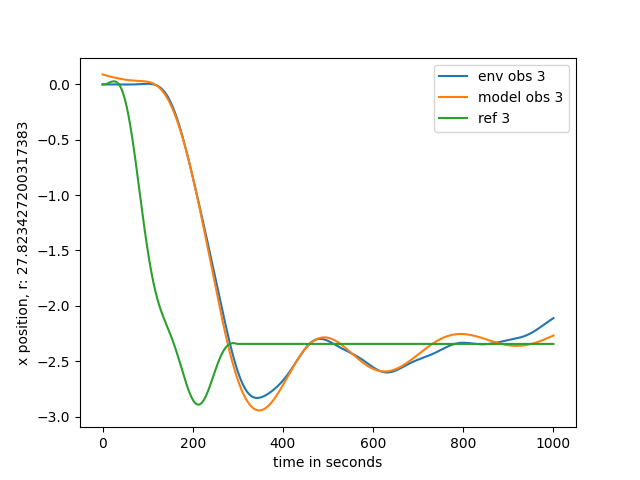 env obs 3
model obs 3
ref 3
x position, r: 27.823427200317383
0.0
−0.5
−1.0
−1.5
−2.0
−2.5
−3.0
0 200 400 600 800 1000
time in seconds